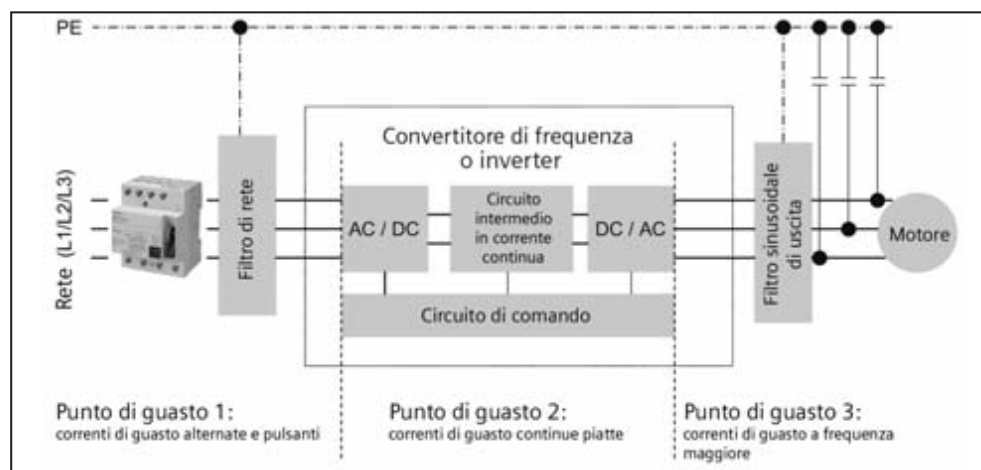 PE
Convertitore di frequenza
o inverter
Rete (L1/L2/L3)
Filtro di rete
AC / DC
Circuito
intermedio
in corrente
continua
DC / AC
Filtro sinusoidale
di uscita
Motore
Circuito di comando
Punto di guasto 1:
correnti di guasto alternate e pulsanti
Punto di guasto 2:
correnti di guasto continue piatte
Punto di guasto 3:
correnti di guasto a frequenza
maggiore